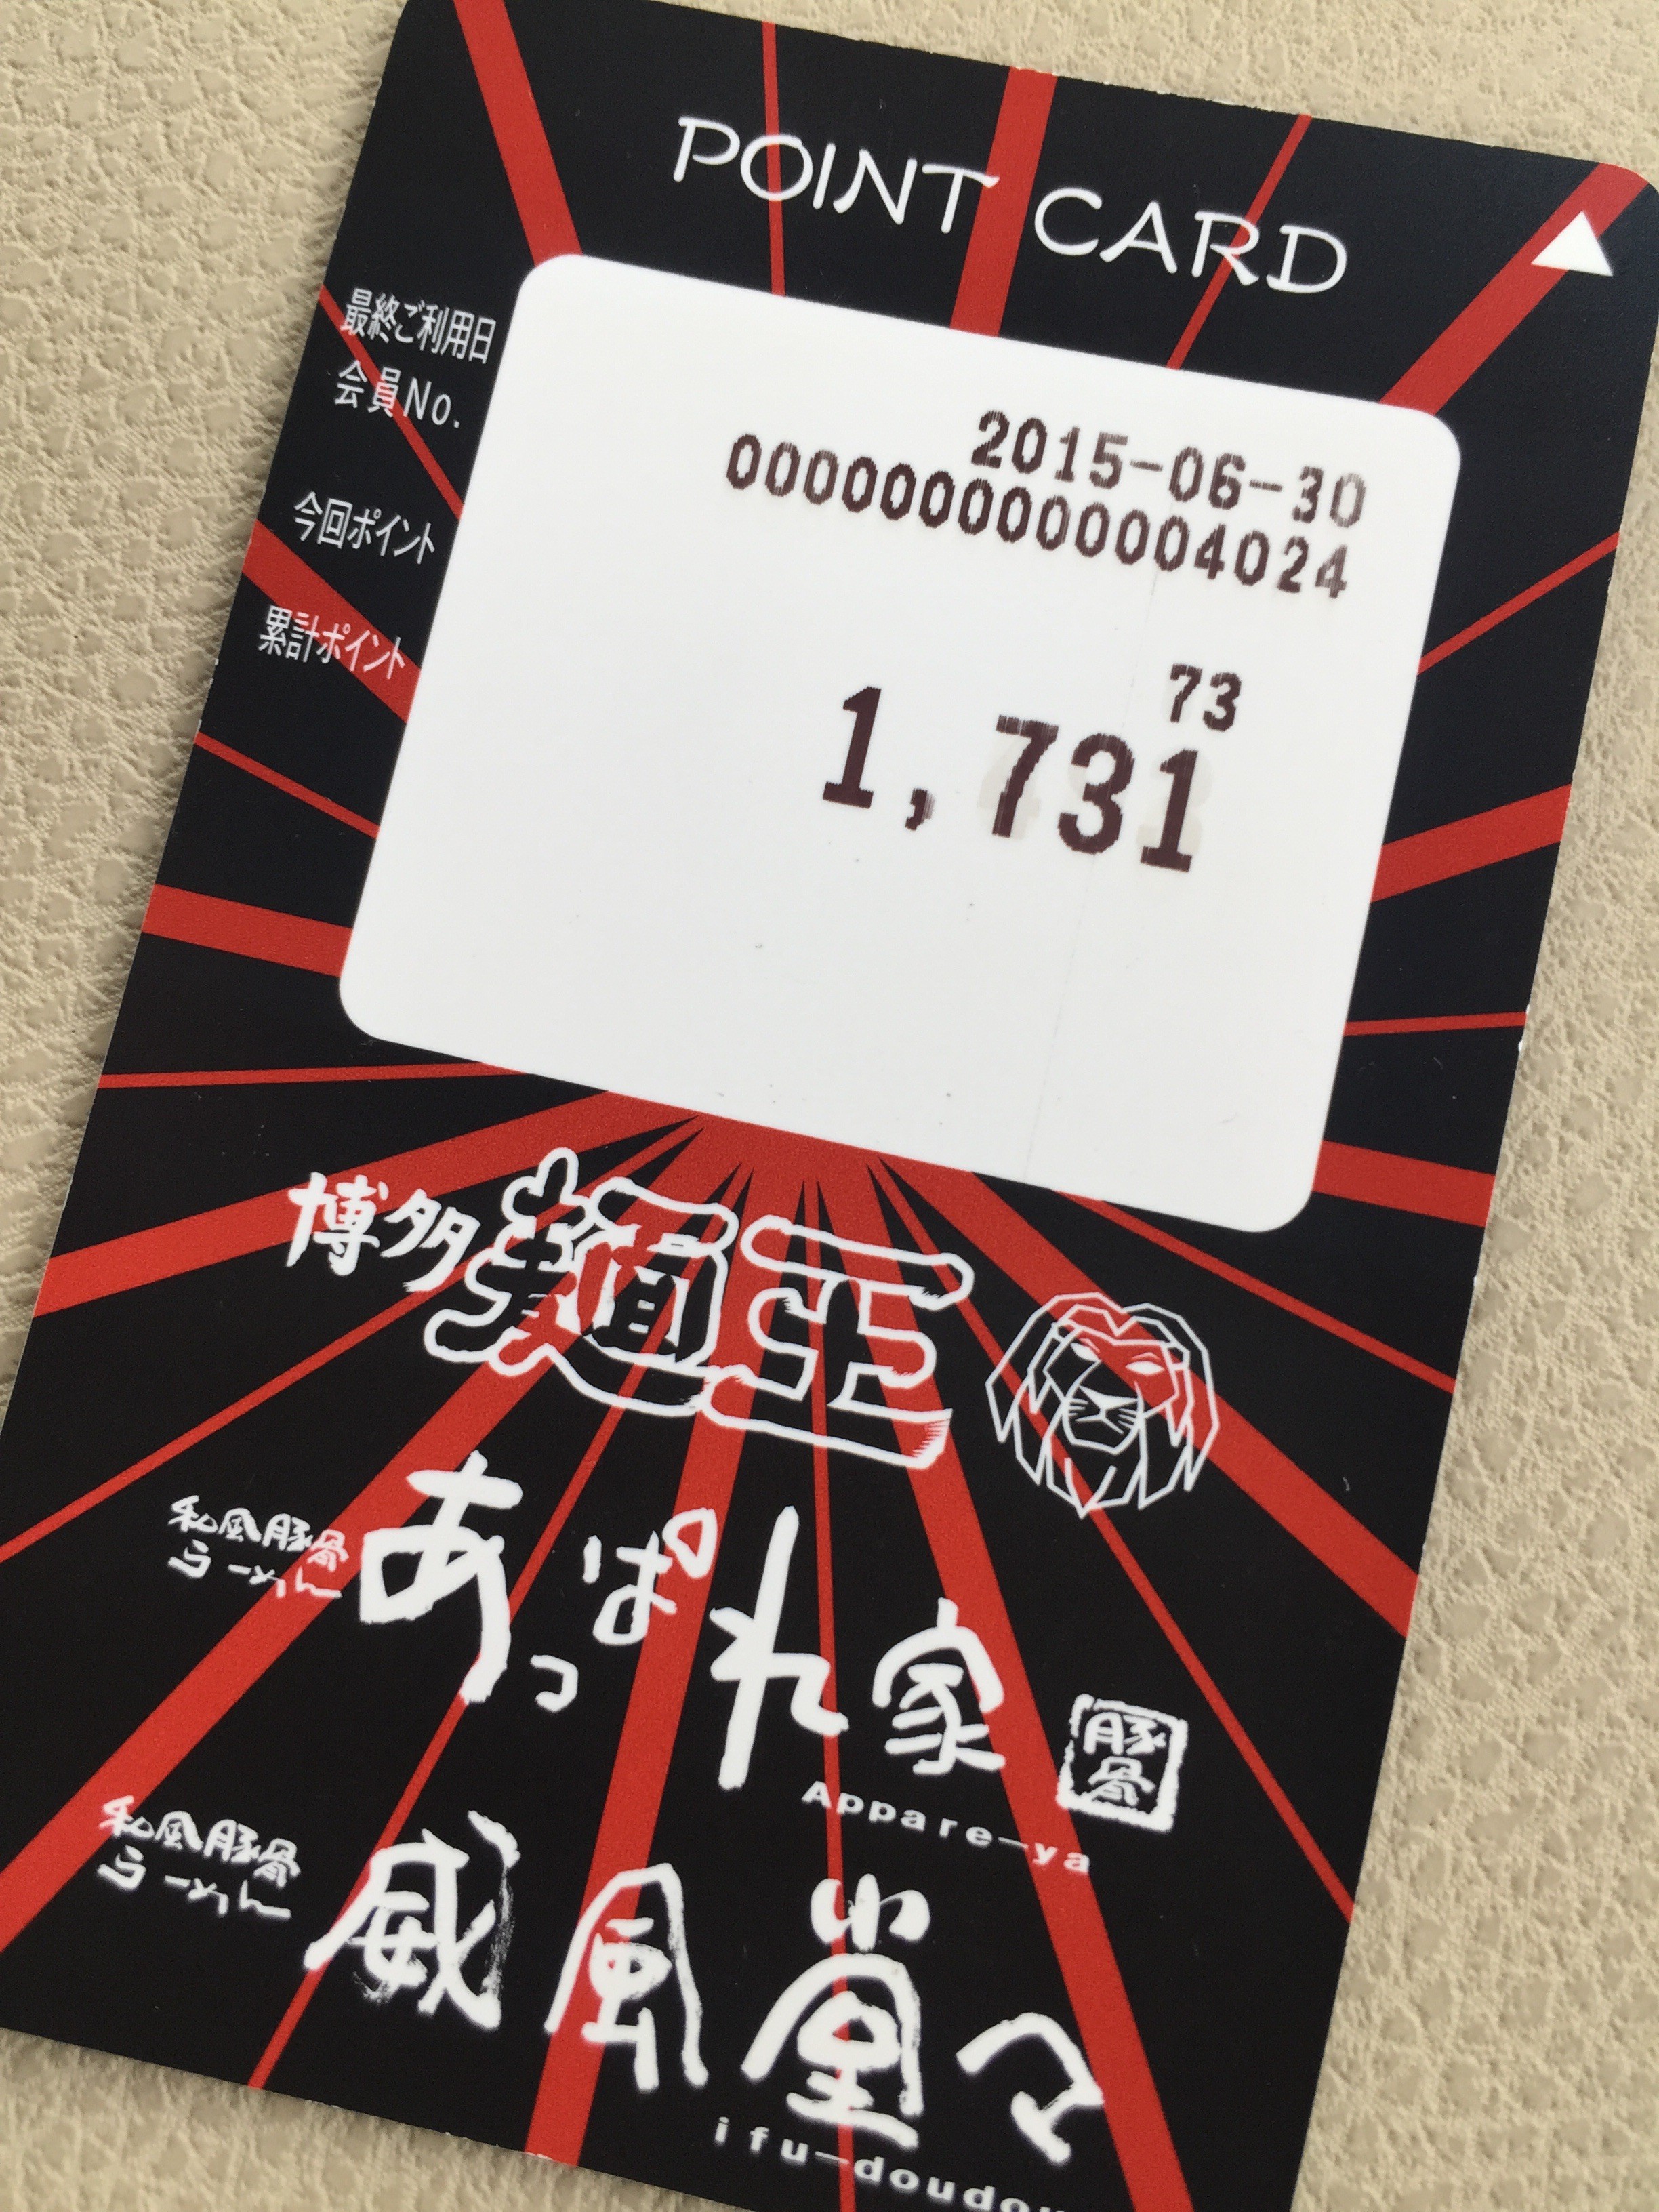 POINT CARD
最終ご利用日 2015-06-30
会員No. 0000000000004024
今回ポイント 73
累計ポイント 1,731
博多 麺王
和風豚骨
らーめん
あっぱれ家
豚骨
Appare-ya
和風豚骨
らーめん
威風堂々
ifu-doudou